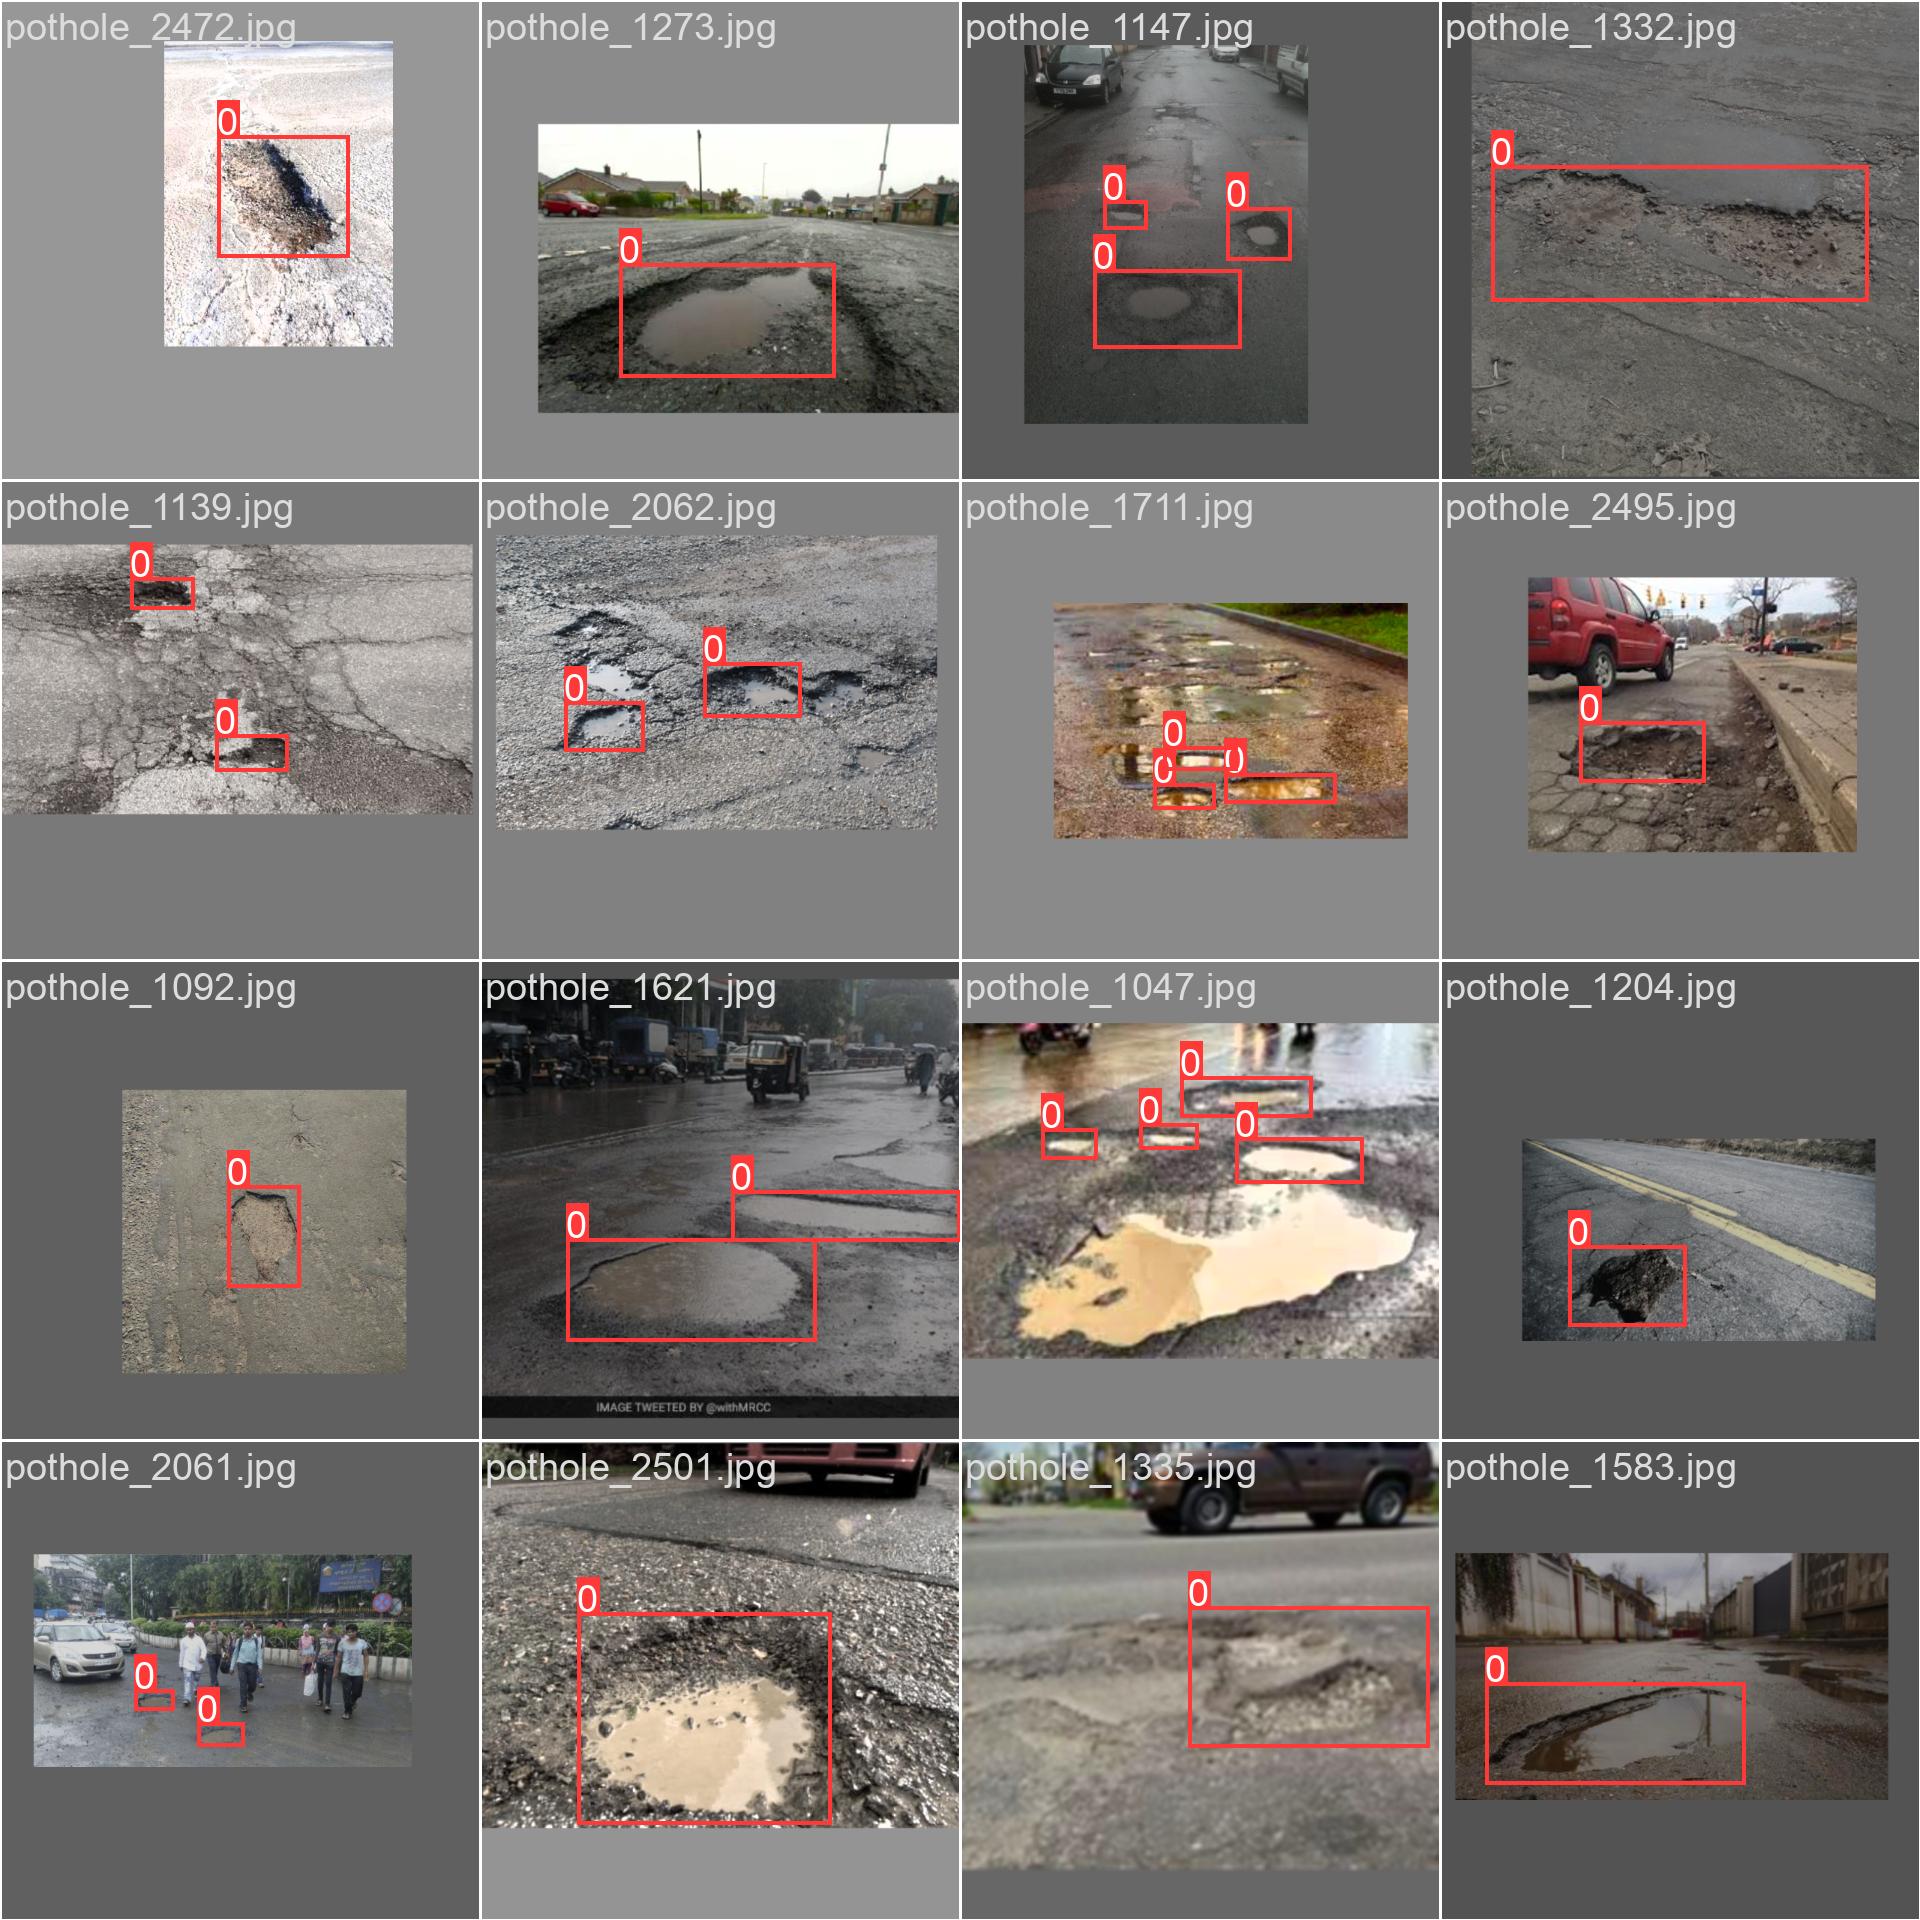 pothole_2472.jpg
pothole_1273.jpg
pothole_1147.jpg
pothole_1332.jpg
0
0
0
0
0
0
pothole_1139.jpg
pothole_2062.jpg
pothole_1711.jpg
pothole_2495.jpg
0
0
0
0
0
0
0
0
pothole_1092.jpg
pothole_1621.jpg
pothole_1047.jpg
pothole_1204.jpg
0
0
0
0
0
0
0
0
IMAGE TWEETED BY @withMRCC
pothole_2061.jpg
pothole_2501.jpg
pothole_1335.jpg
pothole_1583.jpg
0
0
0
0
0